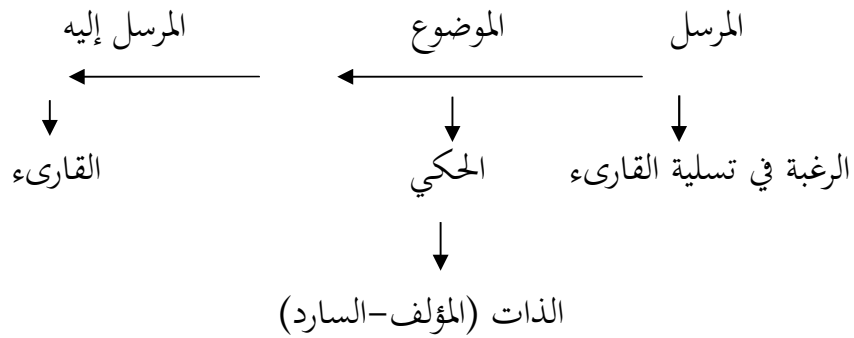 المرسل الموضوع المرسل إليه
الرغبة في تسلية القارىء الحكي القارىء
الذات (المؤلف-السارد)